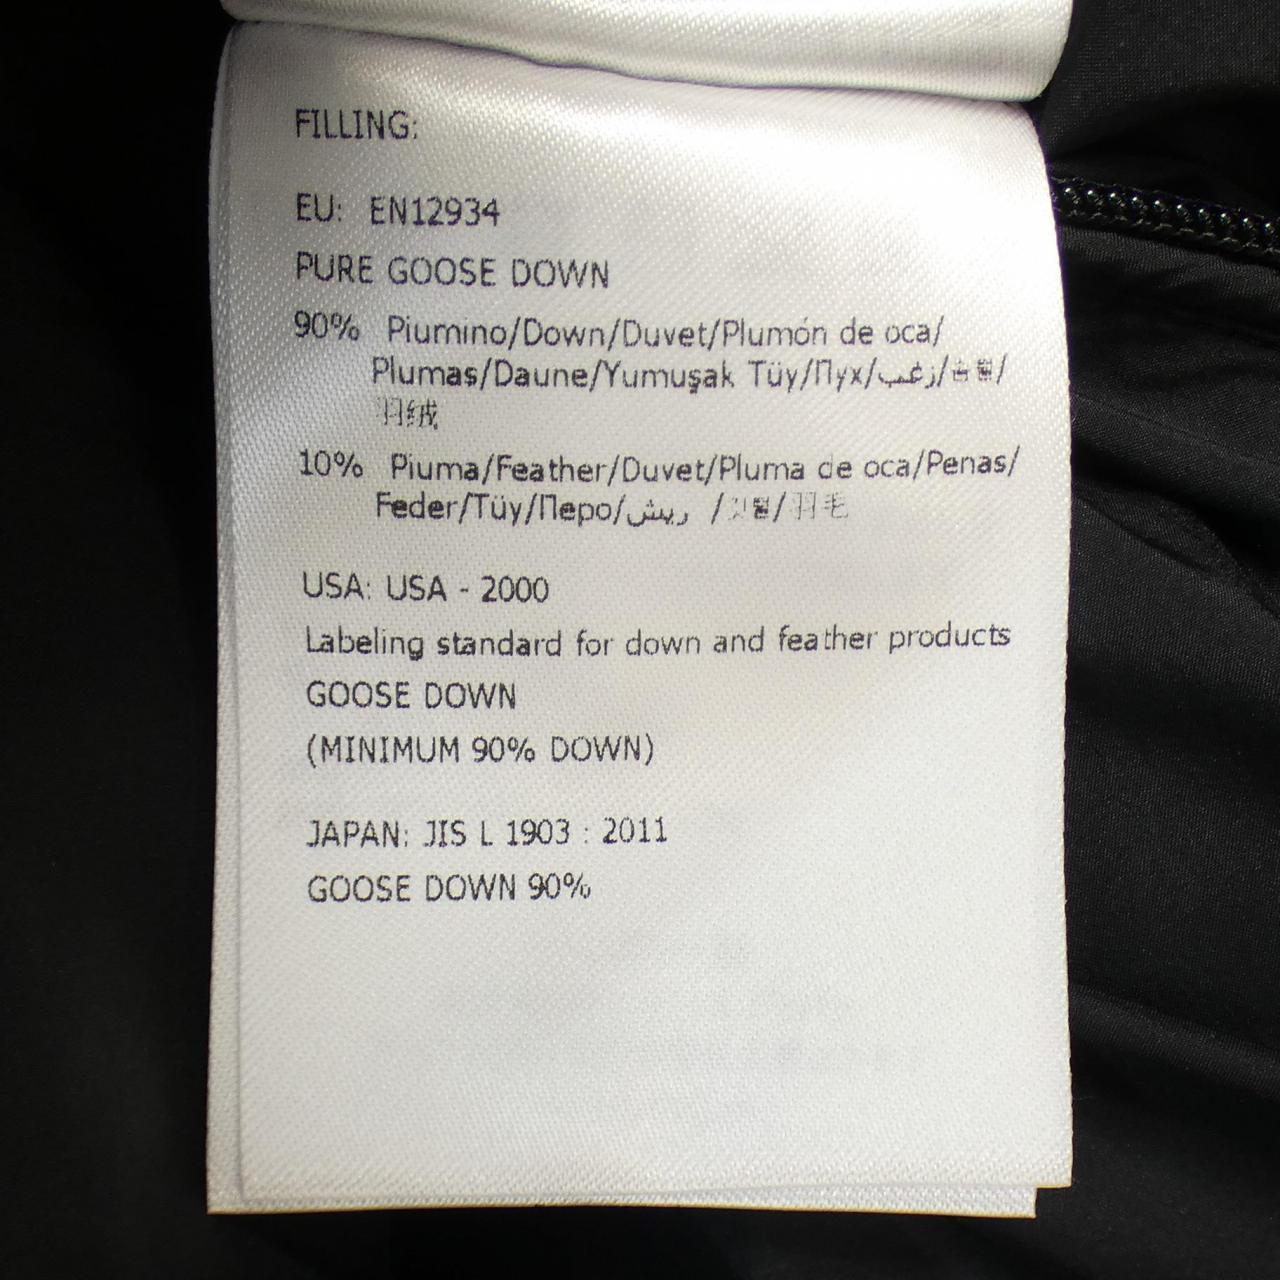 FILLING:
EU: EN12934
PURE GOOSE DOWN
90% Piumino/Down/Duvet/Plumón de oca/
Plumas/Daune/Yumuşak Tüy/Пух/زغب/솜털/
羽绒
10% Piuma/Feather/Duvet/Pluma de oca/Penas/
Feder/Tüy/Перо/ريش /깃털/羽毛
USA: USA - 2000
Labeling standard for down and feather products
GOOSE DOWN
(MINIMUM 90% DOWN)
JAPAN: JIS L 1903 : 2011
GOOSE DOWN 90%